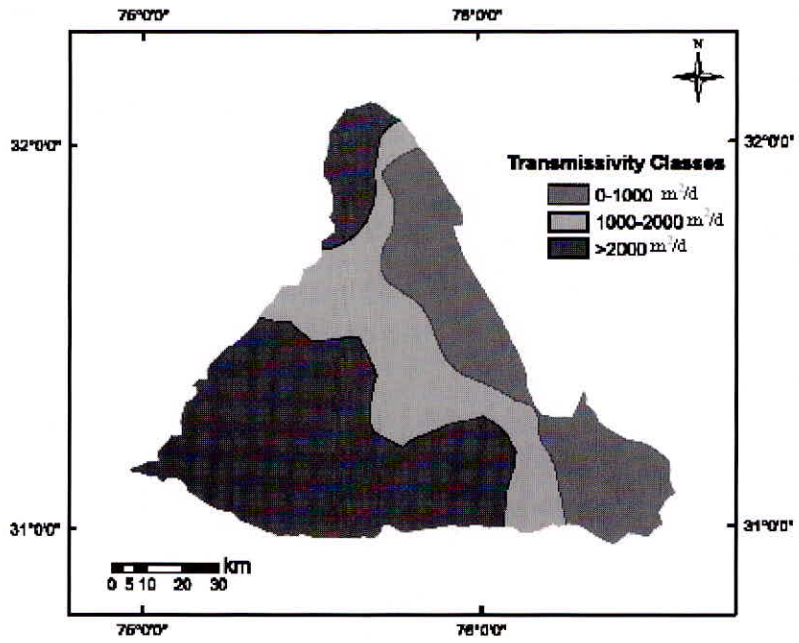 75°0'0" 76°0'0"
N
32°0'0" 32°0'0"
Transmissivity Classes
0-1000 m²/d
1000-2000 m²/d
>2000 m²/d
31°0'0" 31°0'0"
km
0 5 10 20 30
75°0'0" 76°0'0"